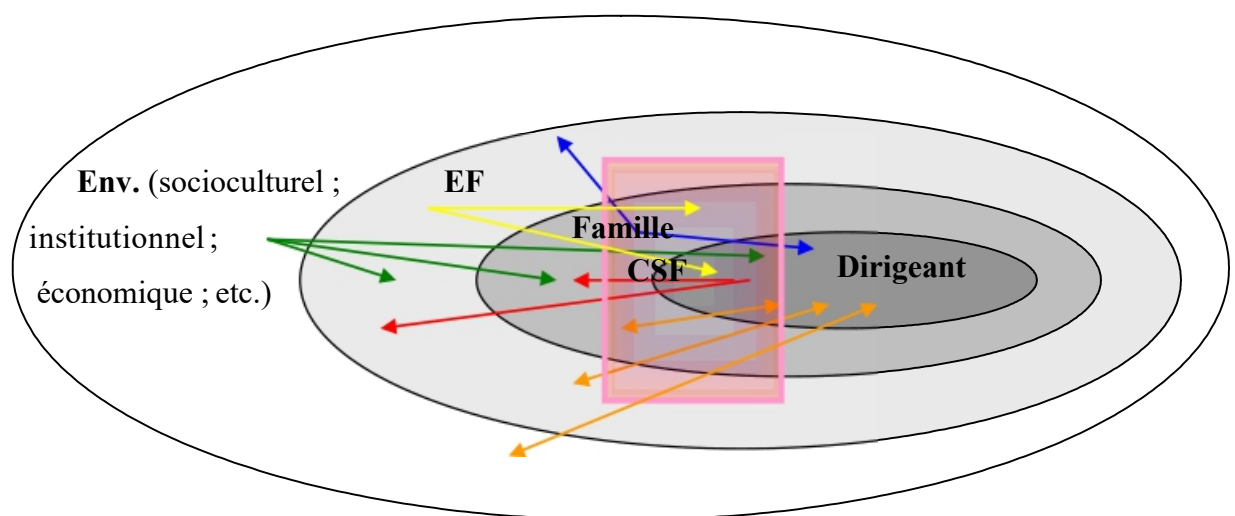 Env. (socioculturel ;
institutionnel ;
économique ; etc.)
EF
Famille
CSF
Dirigeant